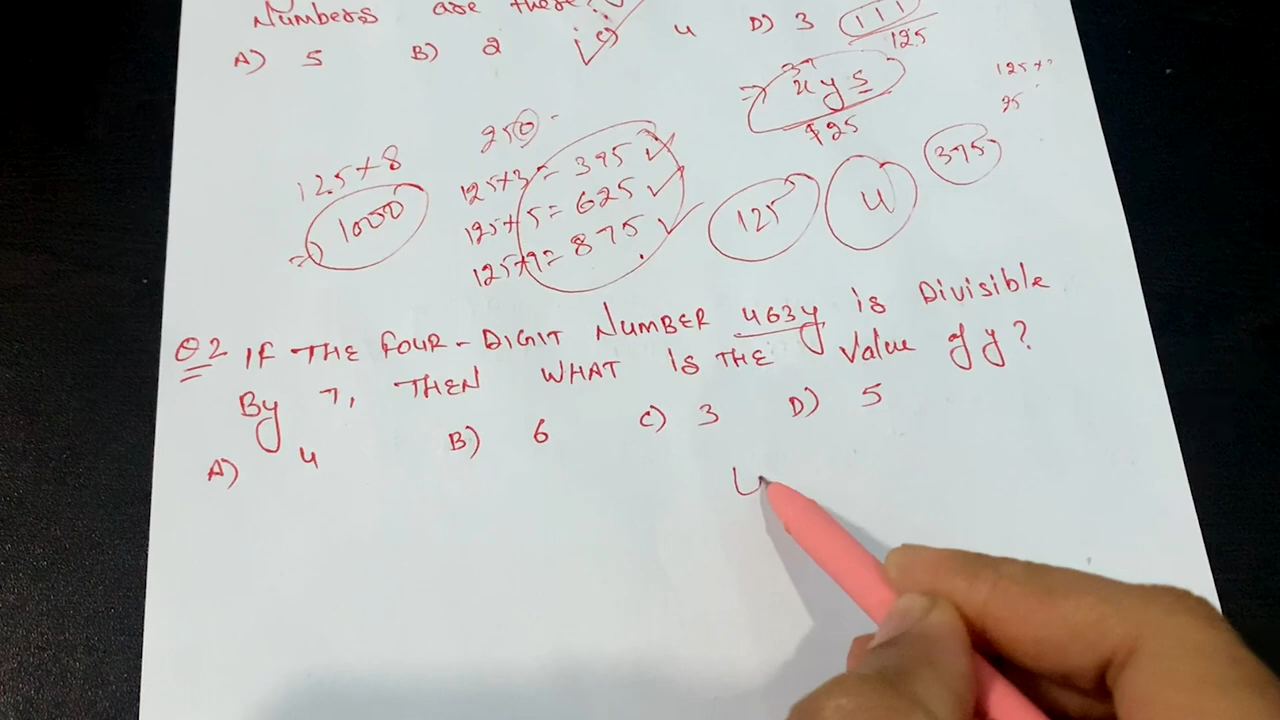 Numbers are there?
A) 5 B) 2 c) 4 D) 3 111
125
xy5
125
125+
25
250
125+8
1000
125+3= 375
125+5= 625
125+7= 875
125 4 375
Q2 IF THE FOUR-DIGIT NUMBER 463y is Divisible
By 7, THEN WHAT IS THE Value of y?
A) 4 B) 6 C) 3 D) 5